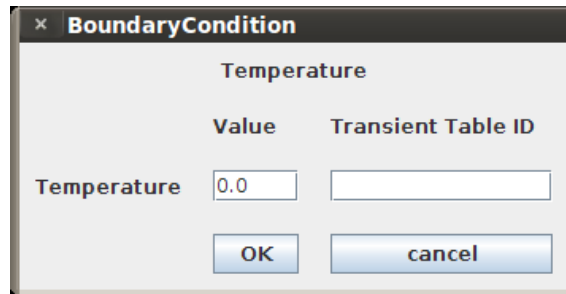 × BoundaryCondition
Temperature
Value Transient Table ID
Temperature 0.0
OK cancel